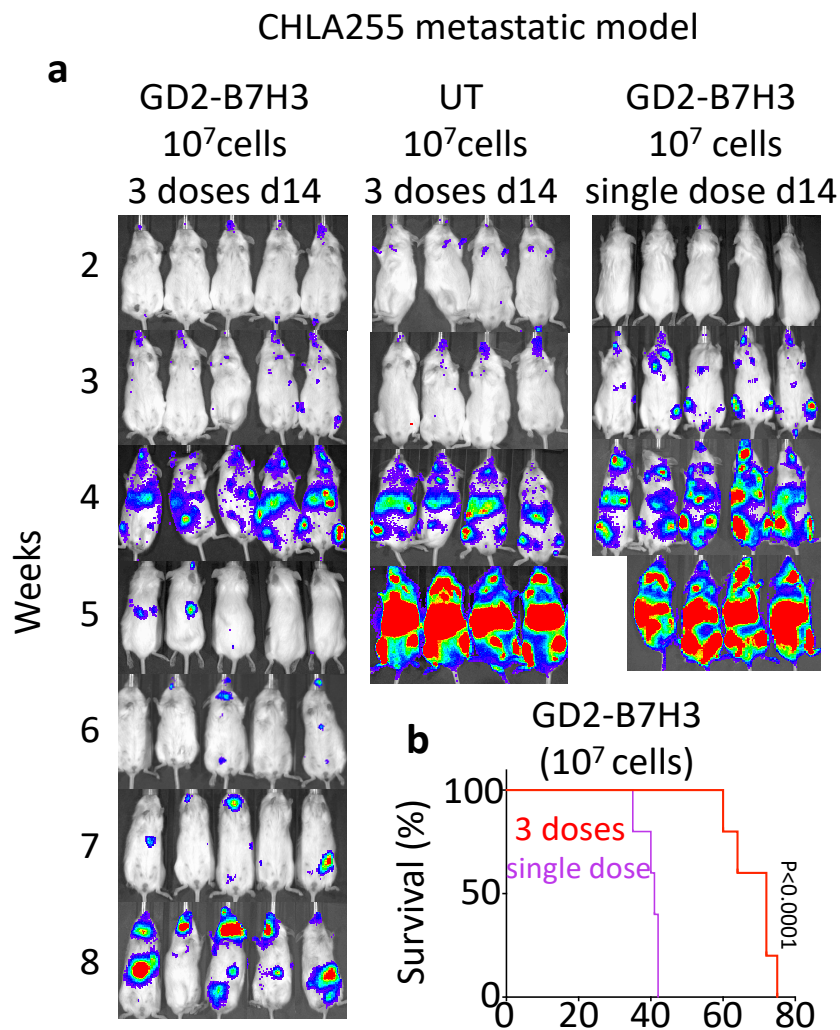 CHLA255 metastatic model
a
GD2-B7H3
10⁷cells
3 doses d14
UT
10⁷cells
3 doses d14
GD2-B7H3
10⁷ cells
single dose d14
Weeks
2
3
4
5
6
7
8
b
GD2-B7H3
(10⁷ cells)
Survival (%)
100
50
0
3 doses
single dose
P<0.0001
0 20 40 60 80